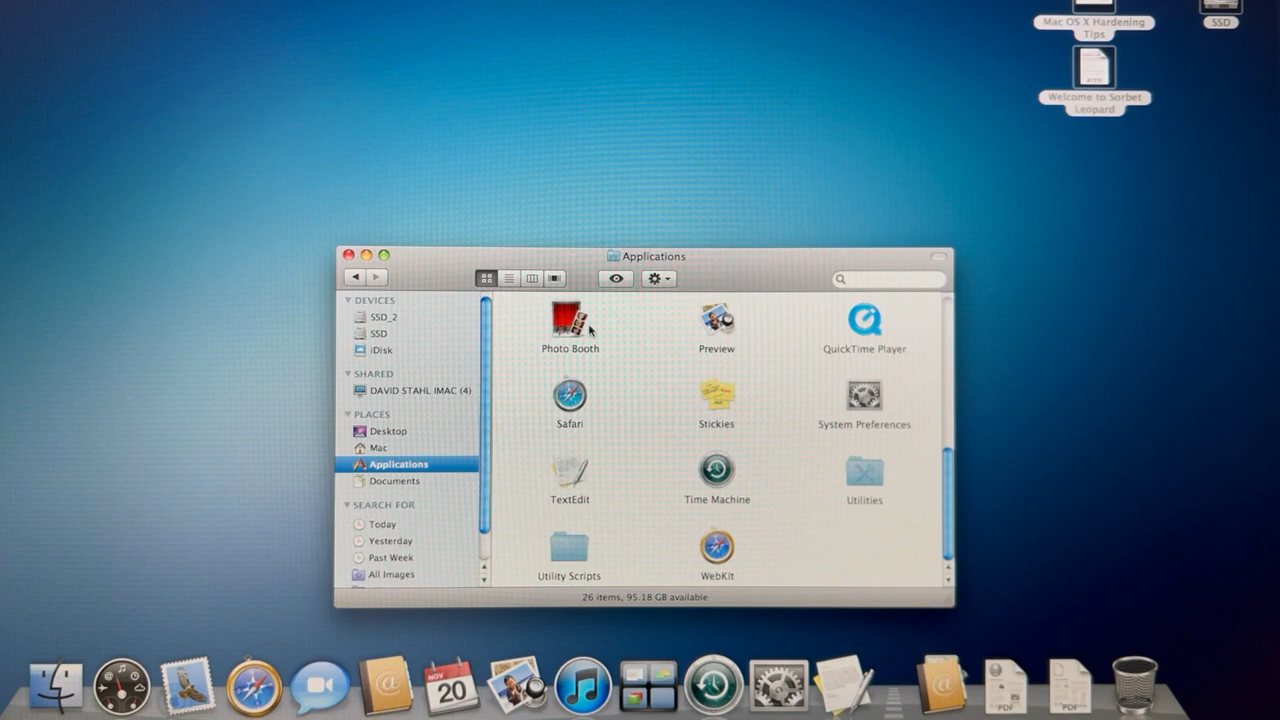 Mac OS X Hardening
Tips
SSD
Welcome to Sorbet
Leopard
Applications
DEVICES
SSD_2
SSD
iDisk
SHARED
DAVID STAHL IMAC (4)
PLACES
Desktop
Mac
Applications
Documents
SEARCH FOR
Today
Yesterday
Past Week
All Images
Photo Booth
Preview
QuickTime Player
Safari
Stickies
System Preferences
TextEdit
Time Machine
Utilities
Utility Scripts
WebKit
26 items, 95.18 GB available
NOV
20
@
@
PDF
PDF